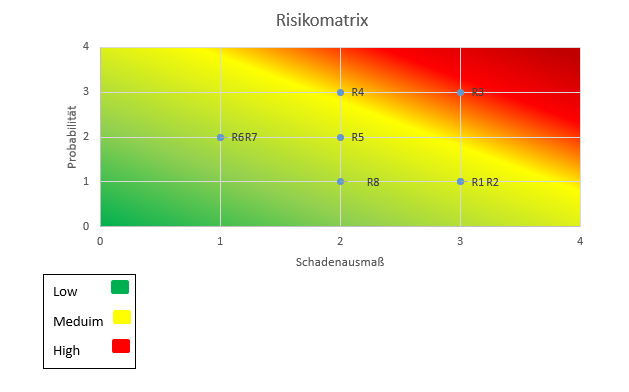 Risikomatrix
4
3
2
1
0
Probabilität
R4
R3
R6R7
R5
R8
R1 R2
0 1 2 3 4
Schadenausmaß
Low
Meduim
High